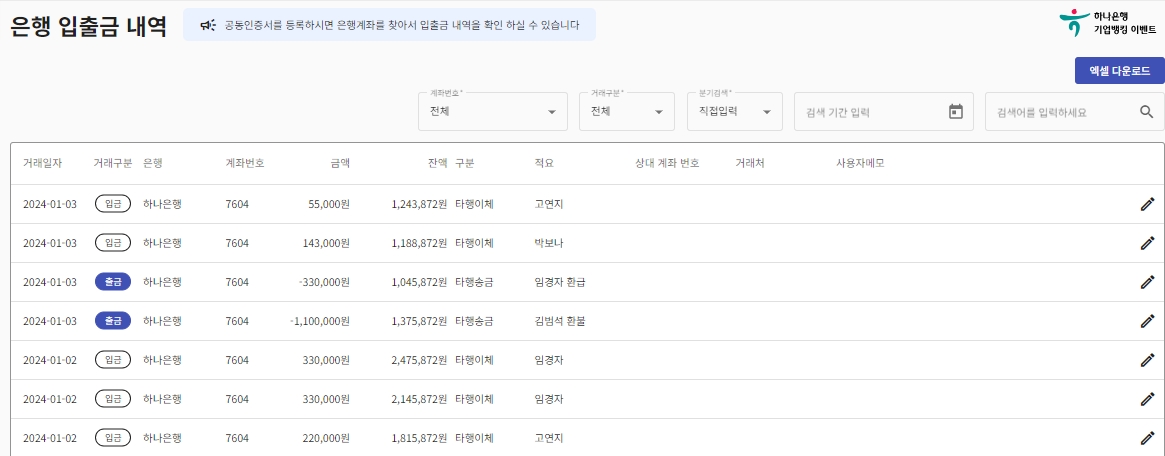 은행 입출금 내역
공동인증서를 등록하시면 은행계좌를 찾아서 입출금 내역을 확인 하실 수 있습니다
하나은행
기업뱅킹 이벤트
엑셀 다운로드
계좌번호* 거래구분* 분기검색*
전체 전체 직접입력 검색 기간 입력 검색어를 입력하세요
거래일자 거래구분 은행 계좌번호 금액 잔액 구분 적요 상대 계좌 번호 거래처 사용자메모
2024-01-03 입금 하나은행 7604 55,000원 1,243,872원 타행이체 고연지
2024-01-03 입금 하나은행 7604 143,000원 1,188,872원 타행이체 박보나
2024-01-03 출금 하나은행 7604 -330,000원 1,045,872원 타행송금 임경자 환급
2024-01-03 출금 하나은행 7604 -1,100,000원 1,375,872원 타행송금 김범석 환불
2024-01-02 입금 하나은행 7604 330,000원 2,475,872원 타행이체 임경자
2024-01-02 입금 하나은행 7604 330,000원 2,145,872원 타행이체 임경자
2024-01-02 입금 하나은행 7604 220,000원 1,815,872원 타행이체 고연지